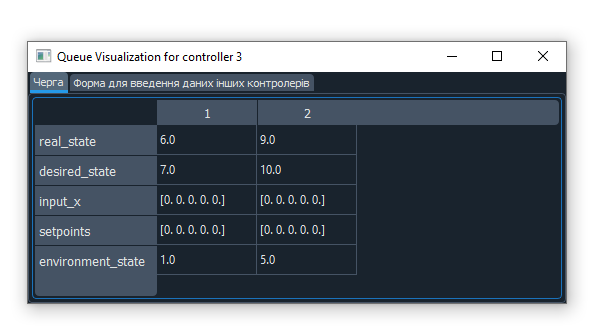 Queue Visualization for controller 3
Черга Форма для введення даних інших контролерів
1 2
real_state 6.0 9.0
desired_state 7.0 10.0
input_x [0. 0. 0. 0. 0.] [0. 0. 0. 0. 0.]
setpoints [0. 0. 0. 0. 0.] [0. 0. 0. 0. 0.]
environment_state 1.0 5.0